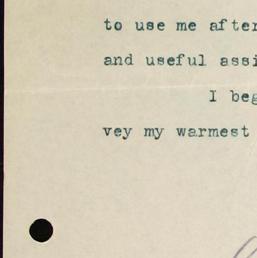 to use me after
and useful assi
I beg
vey my warmest